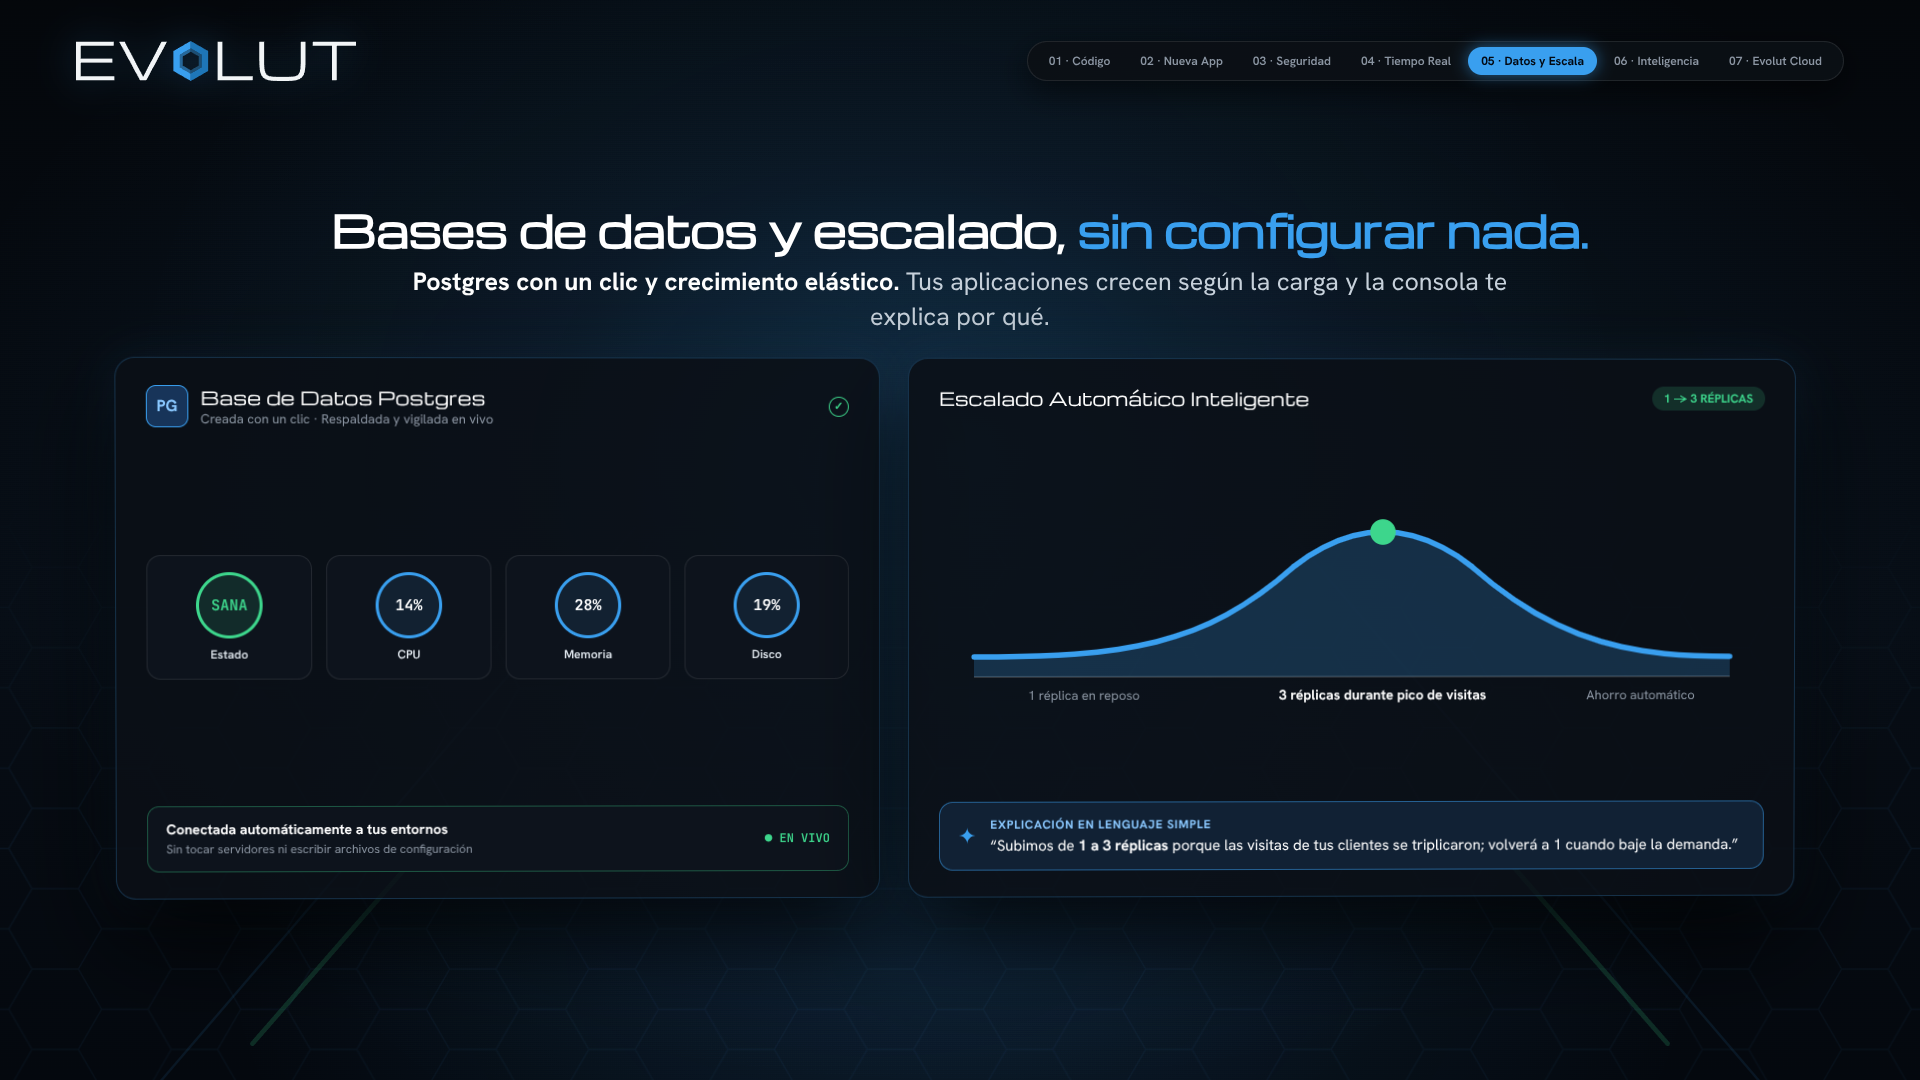 EVOLUT
01 · Código
02 · Nueva App
03 · Seguridad
04 · Tiempo Real
05 · Datos y Escala
06 · Inteligencia
07 · Evolut Cloud
Bases de datos y escalado, sin configurar nada.
Postgres con un clic y crecimiento elástico. Tus aplicaciones crecen según la carga y la consola te
explica por qué.
PG
Base de Datos Postgres
Creada con un clic · Respaldada y vigilada en vivo
✓
SANA
Estado
14%
CPU
28%
Memoria
19%
Disco
Conectada automáticamente a tus entornos
Sin tocar servidores ni escribir archivos de configuración
EN VIVO
Escalado Automático Inteligente
1 → 3 RÉPLICAS
1 réplica en reposo
3 réplicas durante pico de visitas
Ahorro automático
EXPLICACIÓN EN LENGUAJE SIMPLE
“Subimos de 1 a 3 réplicas porque las visitas de tus clientes se triplicaron; volverá a 1 cuando baje la demanda.”